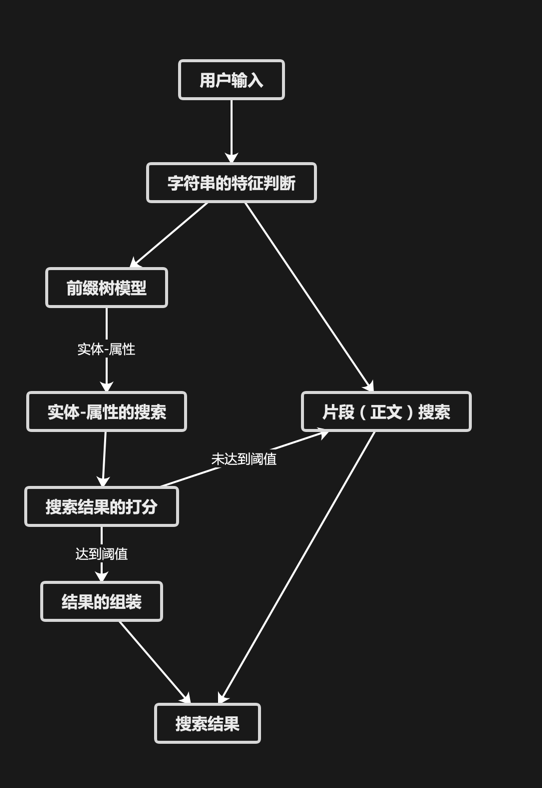 用户输入
字符串的特征判断
前缀树模型
实体-属性
实体-属性的搜索
片段（正文）搜索
未达到阈值
搜索结果的打分
达到阈值
结果的组装
搜索结果